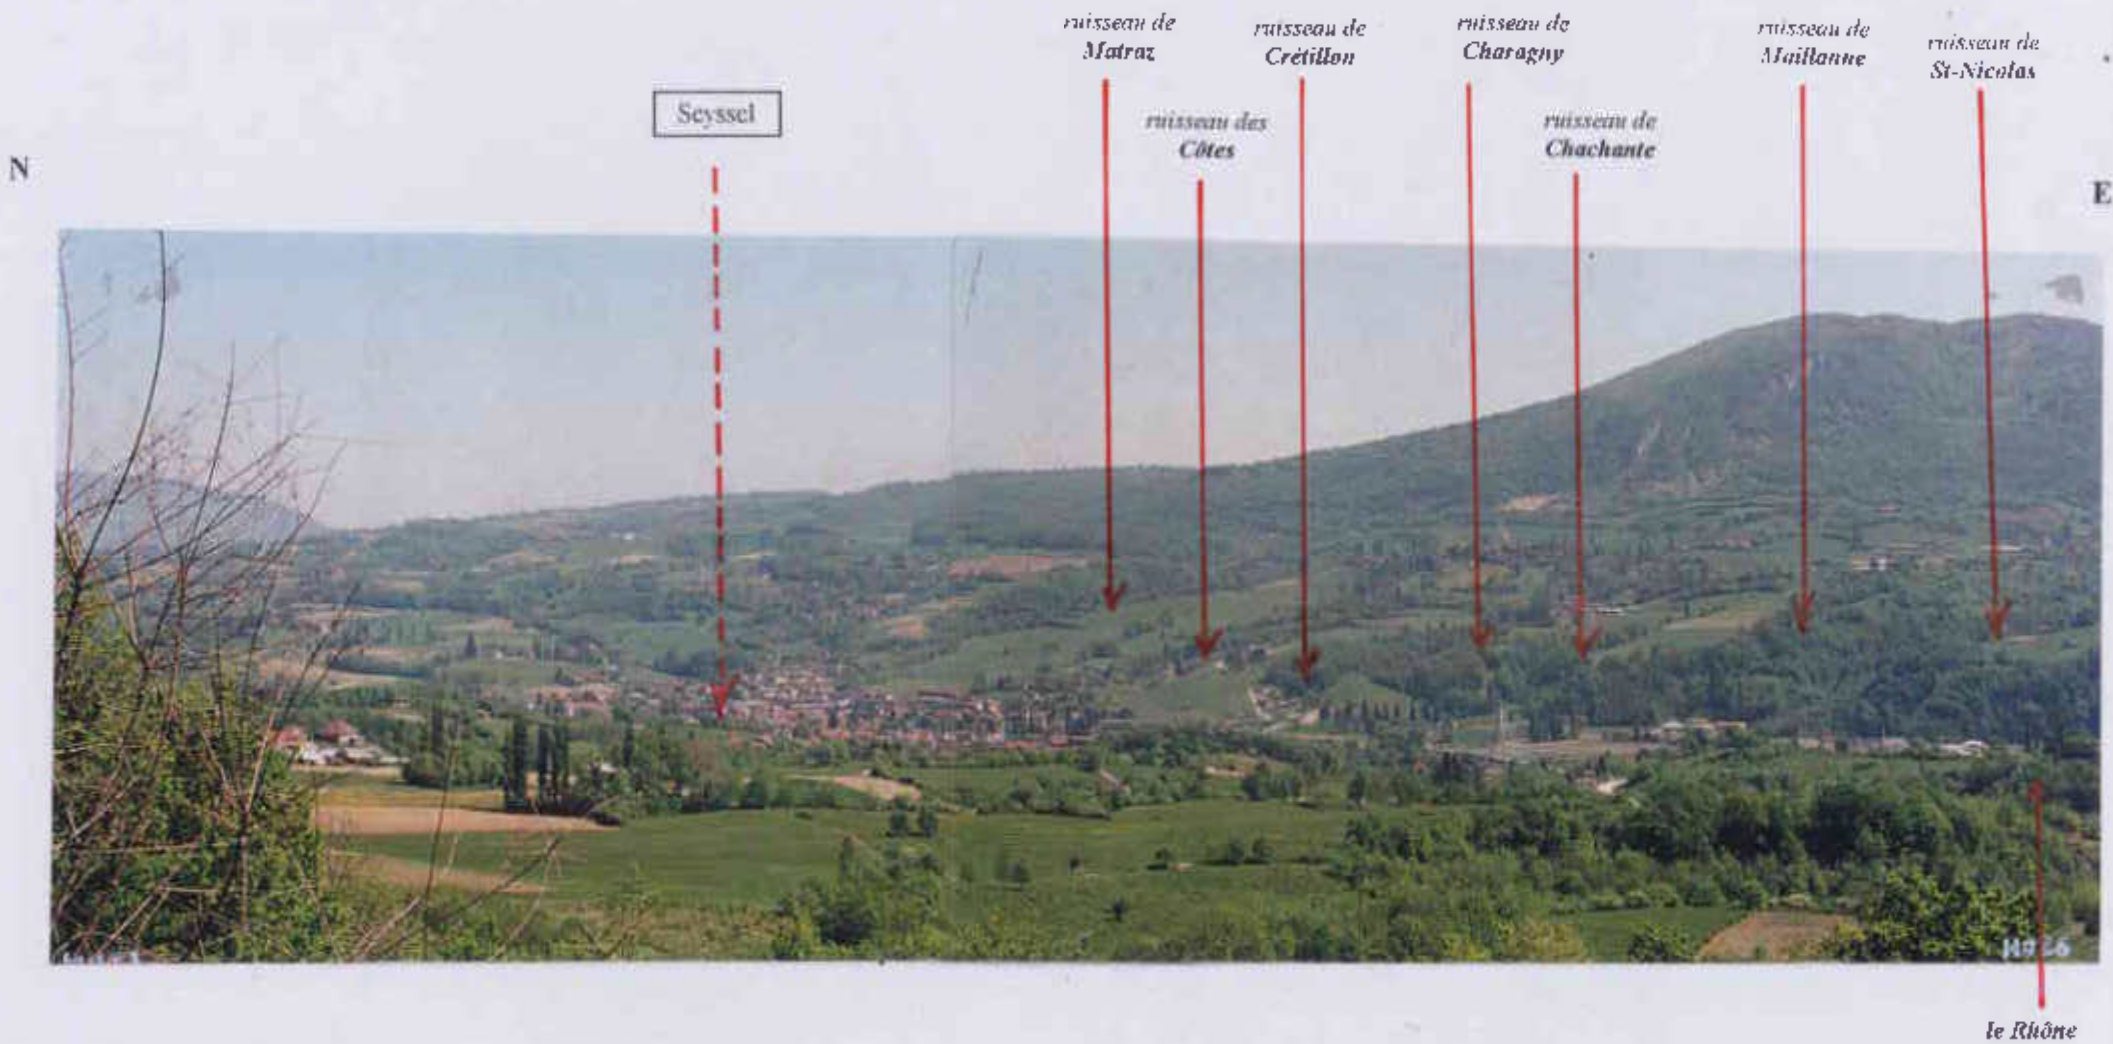 ruisseau de
Matraz
ruisseau de
Crétillon
ruisseau de
Charagny
ruisseau de
Maillanne
ruisseau de
St-Nicolas
Seyssel
ruisseau des
Côtes
ruisseau de
Chachante
N
E
le Rhône